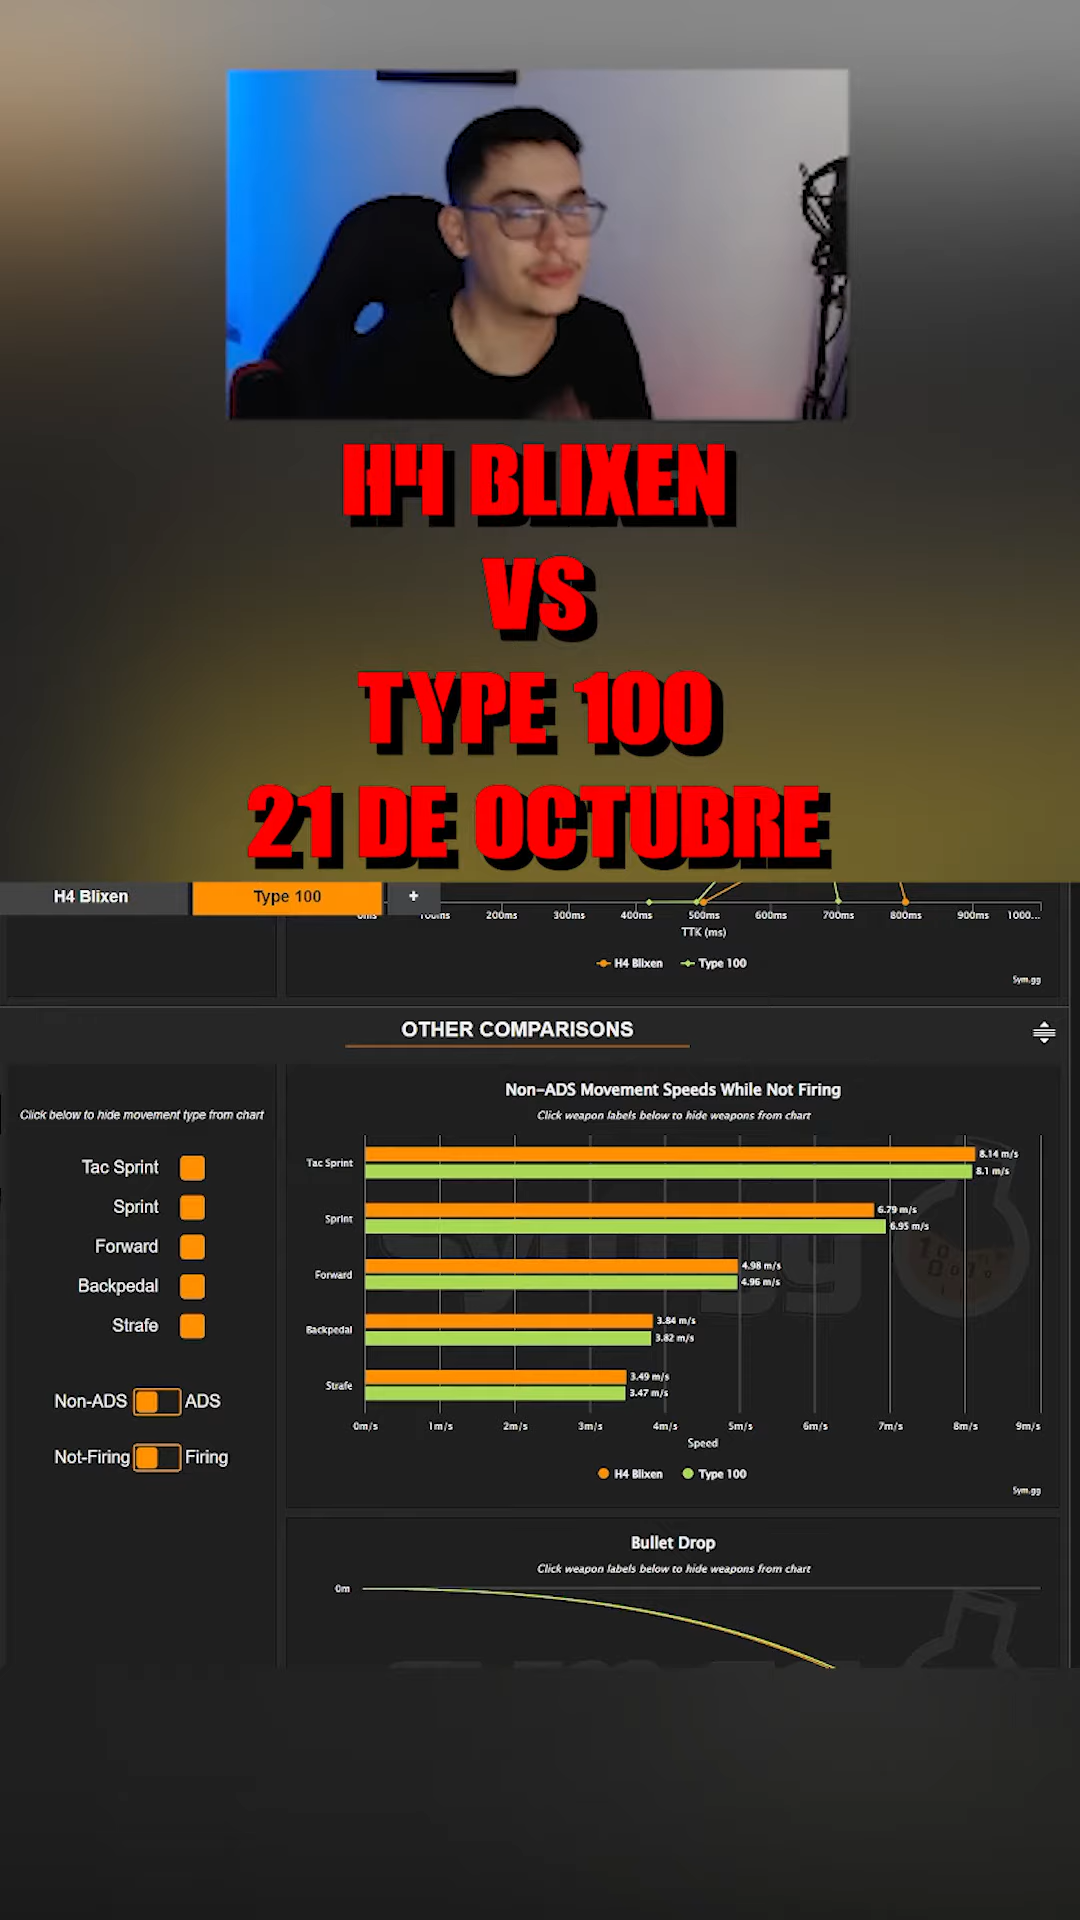 H4 BLIXEN
VS
TYPE 100
21 DE OCTUBRE
H4 Blixen
Type 100
+
0ms 100ms 200ms 300ms 400ms 500ms 600ms 700ms 800ms 900ms 1000...
TTK (ms)
H4 Blixen Type 100
Sym.gg
OTHER COMPARISONS
Click below to hide movement type from chart
Tac Sprint
Sprint
Forward
Backpedal
Strafe
Non-ADS ADS
Not-Firing Firing
Non-ADS Movement Speeds While Not Firing
Click weapon labels below to hide weapons from chart
Tac Sprint
8.14 m/s
8.1 m/s
Sprint
6.79 m/s
6.95 m/s
Forward
4.98 m/s
4.96 m/s
Backpedal
3.84 m/s
3.82 m/s
Strafe
3.49 m/s
3.47 m/s
0m/s 1m/s 2m/s 3m/s 4m/s 5m/s 6m/s 7m/s 8m/s 9m/s
Speed
H4 Blixen Type 100
Sym.gg
Bullet Drop
Click weapon labels below to hide weapons from chart
0m